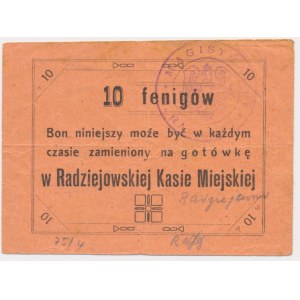 10 10
10 fenigów
Bon niniejszy może być w każdym
czasie zamieniony na gotówkę
w Radziejowskiej Kasie Miejskiej
10 10